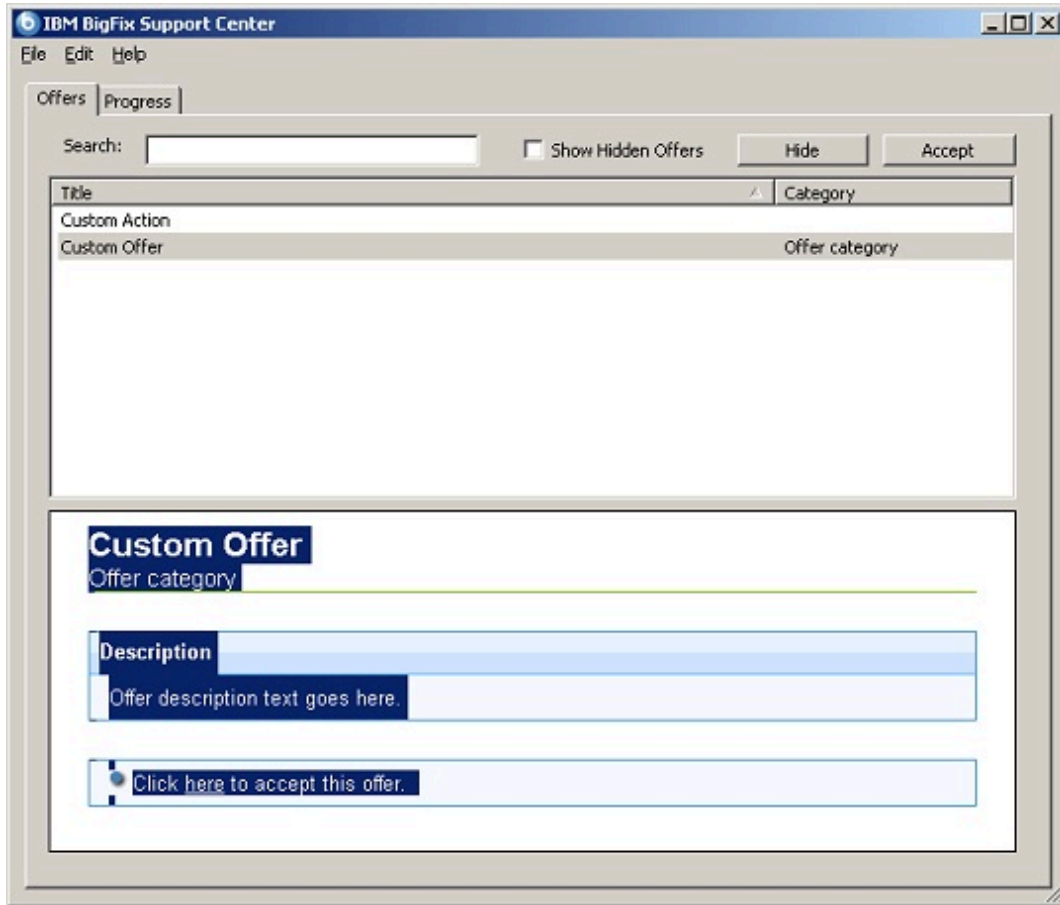 IBM BigFix Support Center
File Edit Help
Offers Progress
Search: Show Hidden Offers Hide Accept
Title Category
Custom Action
Custom Offer Offer category
Custom Offer
Offer category
Description
Offer description text goes here.
Click here to accept this offer.